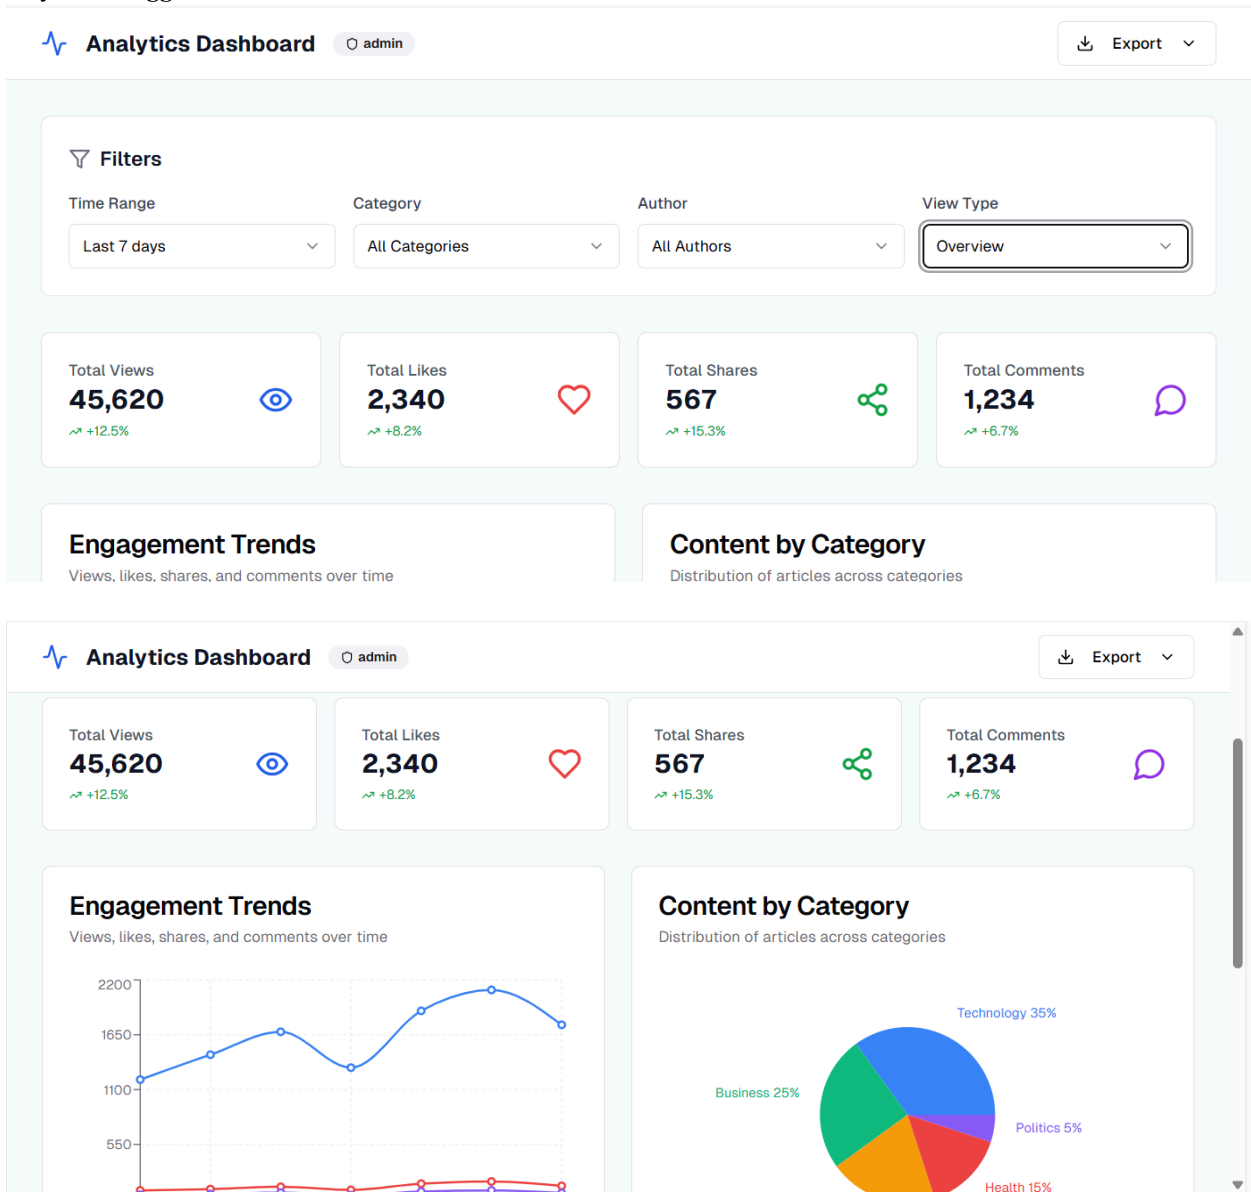 Analytics Dashboard admin Export
Filters
Time Range Category Author View Type
Last 7 days All Categories All Authors Overview
Total Views Total Likes Total Shares Total Comments
45,620 2,340 567 1,234
+12.5% +8.2% +15.3% +6.7%
Engagement Trends Content by Category
Views, likes, shares, and comments over time Distribution of articles across categories
Analytics Dashboard admin Export
Total Views Total Likes Total Shares Total Comments
45,620 2,340 567 1,234
+12.5% +8.2% +15.3% +6.7%
Engagement Trends Content by Category
Views, likes, shares, and comments over time Distribution of articles across categories
2200
1650
1100
550
Technology 35%
Business 25%
Politics 5%
Health 15%